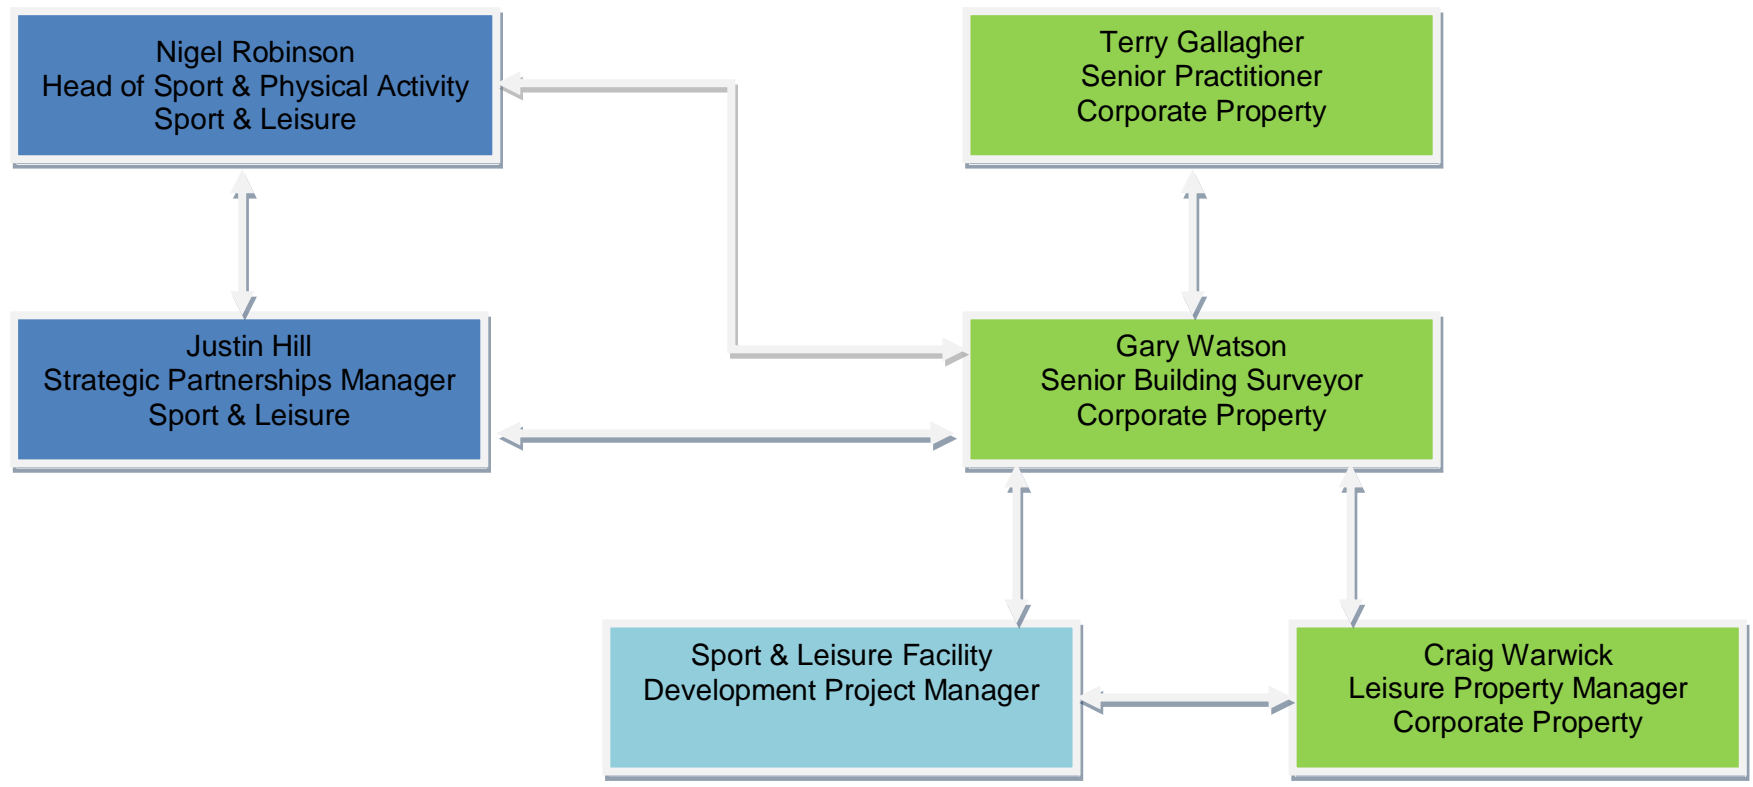 Nigel Robinson
Head of Sport & Physical Activity
Sport & Leisure
Terry Gallagher
Senior Practitioner
Corporate Property
Justin Hill
Strategic Partnerships Manager
Sport & Leisure
Gary Watson
Senior Building Surveyor
Corporate Property
Sport & Leisure Facility
Development Project Manager
Craig Warwick
Leisure Property Manager
Corporate Property